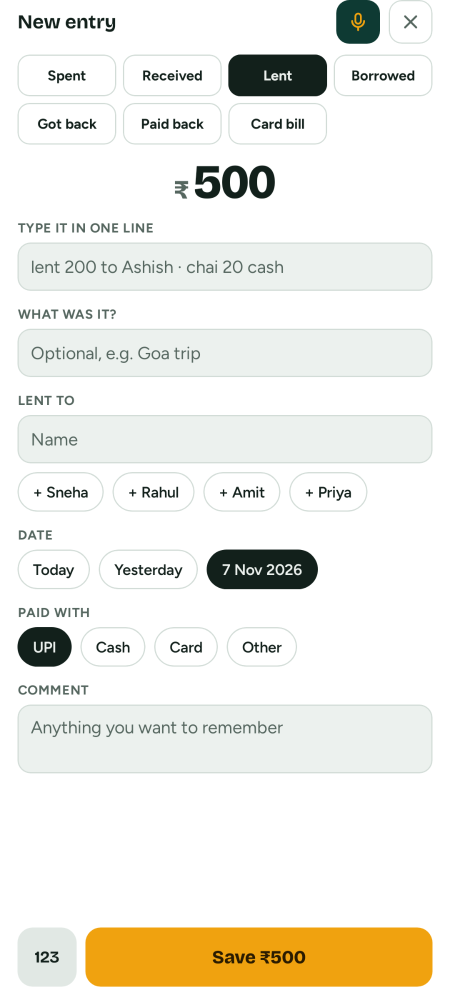 New entry
Spent Received Lent Borrowed
Got back Paid back Card bill
₹500
TYPE IT IN ONE LINE
lent 200 to Ashish · chai 20 cash
WHAT WAS IT?
Optional, e.g. Goa trip
LENT TO
Name
+ Sneha + Rahul + Amit + Priya
DATE
Today Yesterday 7 Nov 2026
PAID WITH
UPI Cash Card Other
COMMENT
Anything you want to remember
123 Save ₹500